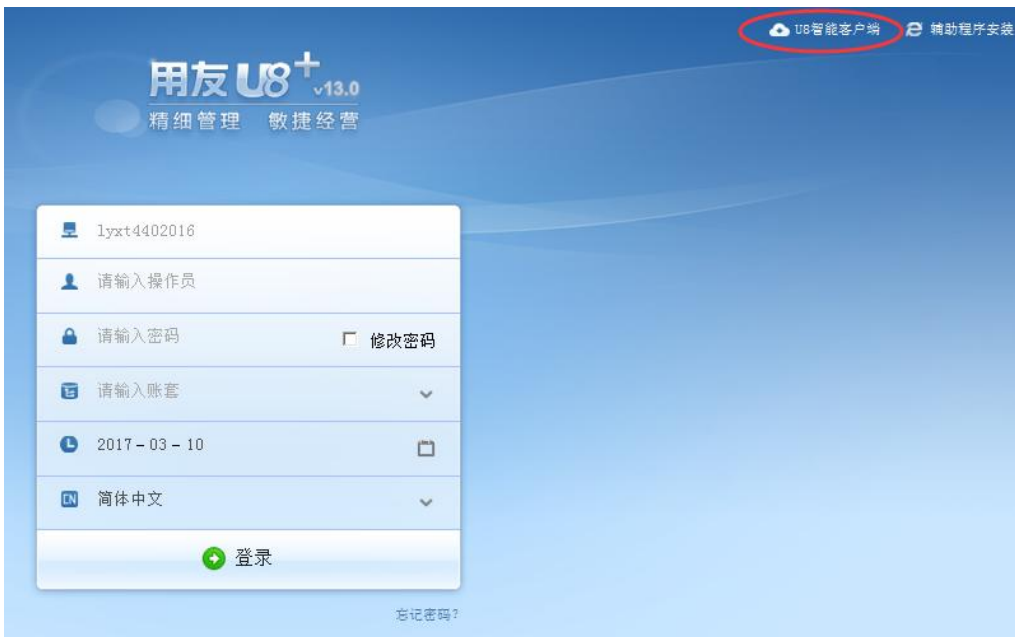 U8智能客户端 辅助程序安装
用友U8+ v13.0
精细管理 敏捷经营
lyxt4402016
请输入操作员
请输入密码 修改密码
请输入账套
2017-03-10
EN 简体中文
登录
忘记密码?